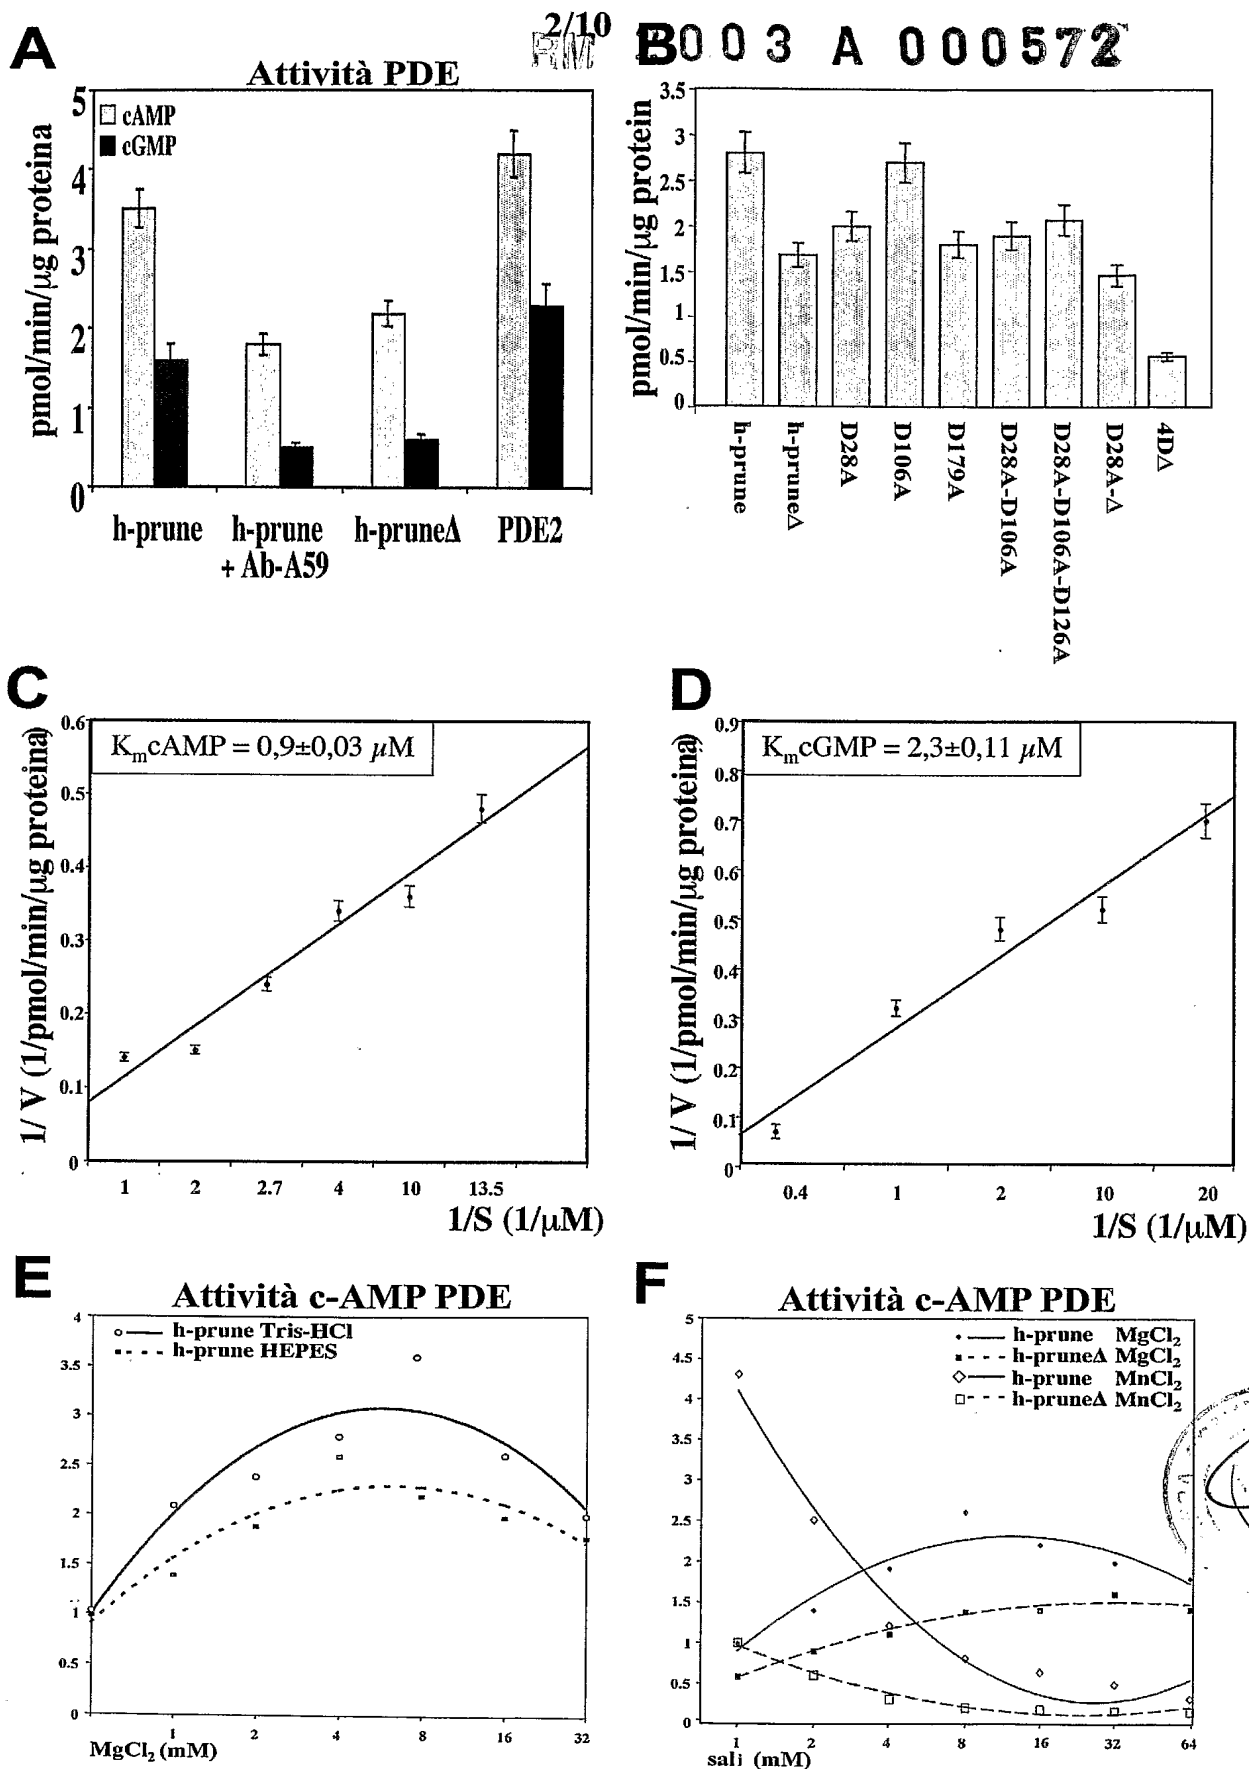 2/10
RM 2003 A 000572
A
Attività PDE
pmol/min/µg proteina
5
4
3
2
1
0
cAMP
cGMP
h-prune
h-prune + Ab-A59
h-pruneΔ
PDE2
B
pmol/min/µg protein
3.5
3
2.5
2
1.5
1
0.5
0
h-prune
h-pruneΔ
D28A
D106A
D179A
D28A-D106A
D28A-D106A-D126A
D28A-Δ
4DΔ
C
KmcAMP = 0,9±0,03 µM
1/ V (1/pmol/min/µg proteina)
0.6
0.5
0.4
0.3
0.2
0.1
0
1 2 2.7 4 10 13.5
1/S (1/µM)
D
KmcGMP = 2,3±0,11 µM
1/ V (1/pmol/min/µg proteina)
0.9
0.8
0.7
0.6
0.5
0.4
0.3
0.2
0.1
0
0.4 1 2 10 20
1/S (1/µM)
E
Attività c-AMP PDE
h-prune Tris-HCl
h-prune HEPES
4
3.5
3
2.5
2
1.5
1
0.5
0
1 2 4 8 16 32
MgCl₂ (mM)
F
Attività c-AMP PDE
h-prune MgCl₂
h-pruneΔ MgCl₂
h-prune MnCl₂
h-pruneΔ MnCl₂
5
4.5
4
3.5
3
2.5
2
1.5
1
0.5
0
1 2 4 8 16 32 64
sali (mM)